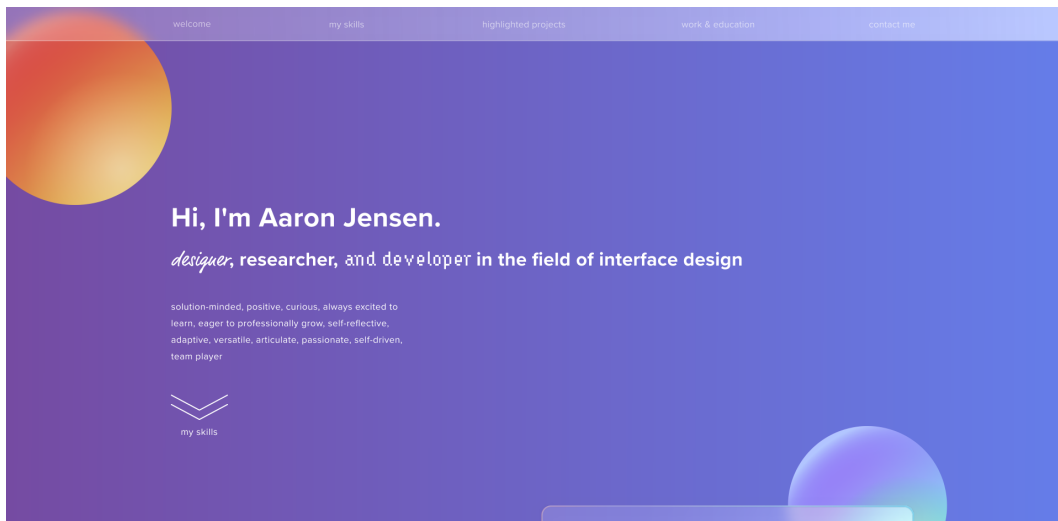 welcome my skills highlighted projects work & education contact me
Hi, I'm Aaron Jensen.
designer, researcher, and developer in the field of interface design
solution-minded, positive, curious, always excited to
learn, eager to professionally grow, self-reflective,
adaptive, versatile, articulate, passionate, self-driven,
team player
my skills